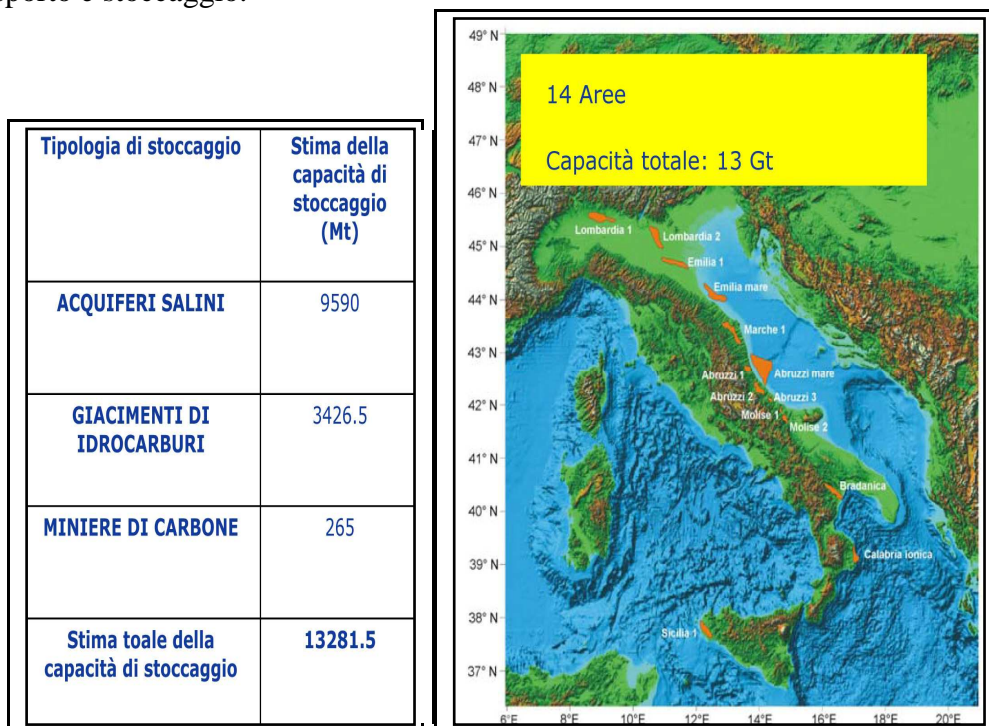 Tipologia di stoccaggio
Stima della
capacità di
stoccaggio
(Mt)
ACQUIFERI SALINI
9590
GIACIMENTI DI
IDROCARBURI
3426.5
MINIERE DI CARBONE
265
Stima toale della
capacità di stoccaggio
13281.5
49° N
48° N
47° N
46° N
45° N
44° N
43° N
42° N
41° N
40° N
39° N
38° N
37° N
14 Aree
Capacità totale: 13 Gt
Lombardia 1
Lombardia 2
Emilia 1
Emilia mare
Marche 1
Abruzzi 1
Abruzzi mare
Abruzzi 2
Abruzzi 3
Molise 1
Molise 2
Bradanica
Calabria ionica
Sicilia 1
6°E
8°E
10°E
12°E
14°E
16°E
18°E
20°E